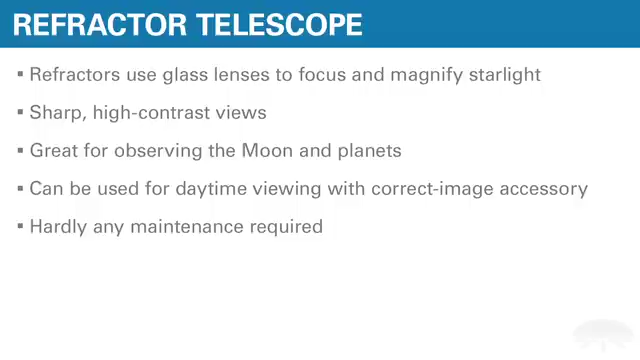 REFRACTOR TELESCOPE
▪ Refractors use glass lenses to focus and magnify starlight
▪ Sharp, high-contrast views
▪ Great for observing the Moon and planets
▪ Can be used for daytime viewing with correct-image accessory
▪ Hardly any maintenance required